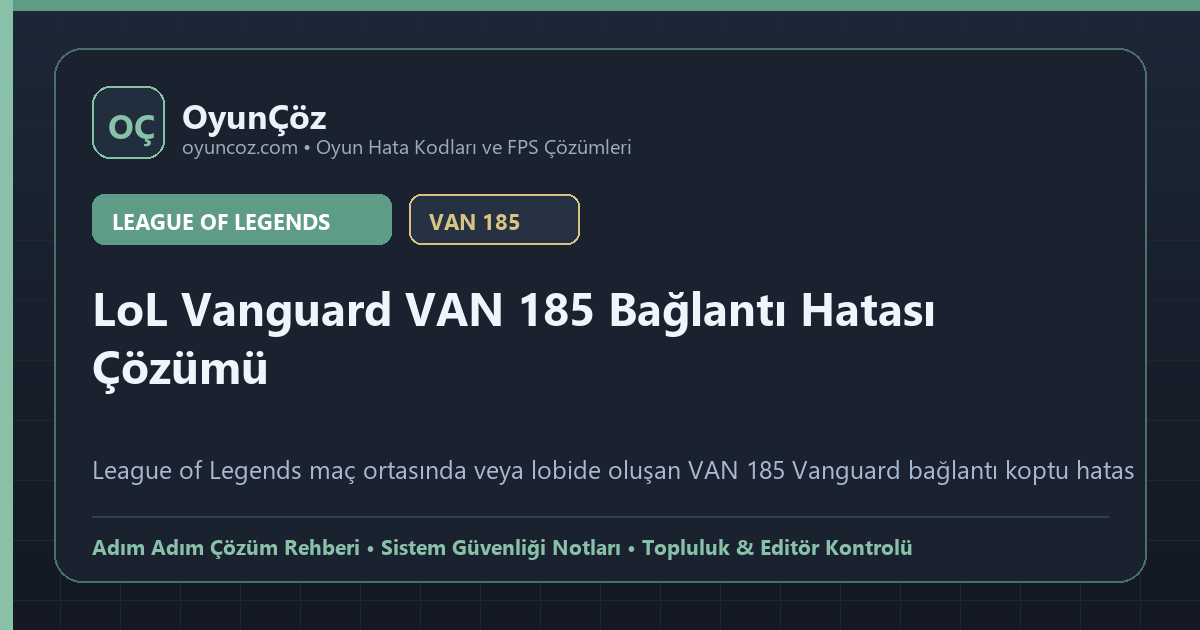 OÇ
OyunÇöz
oyuncoz.com • Oyun Hata Kodları ve FPS Çözümleri
LEAGUE OF LEGENDS
VAN 185
LoL Vanguard VAN 185 Bağlantı Hatası
Çözümü
League of Legends maç ortasında veya lobide oluşan VAN 185 Vanguard bağlantı koptu hatas
Adım Adım Çözüm Rehberi • Sistem Güvenliği Notları • Topluluk & Editör Kontrolü